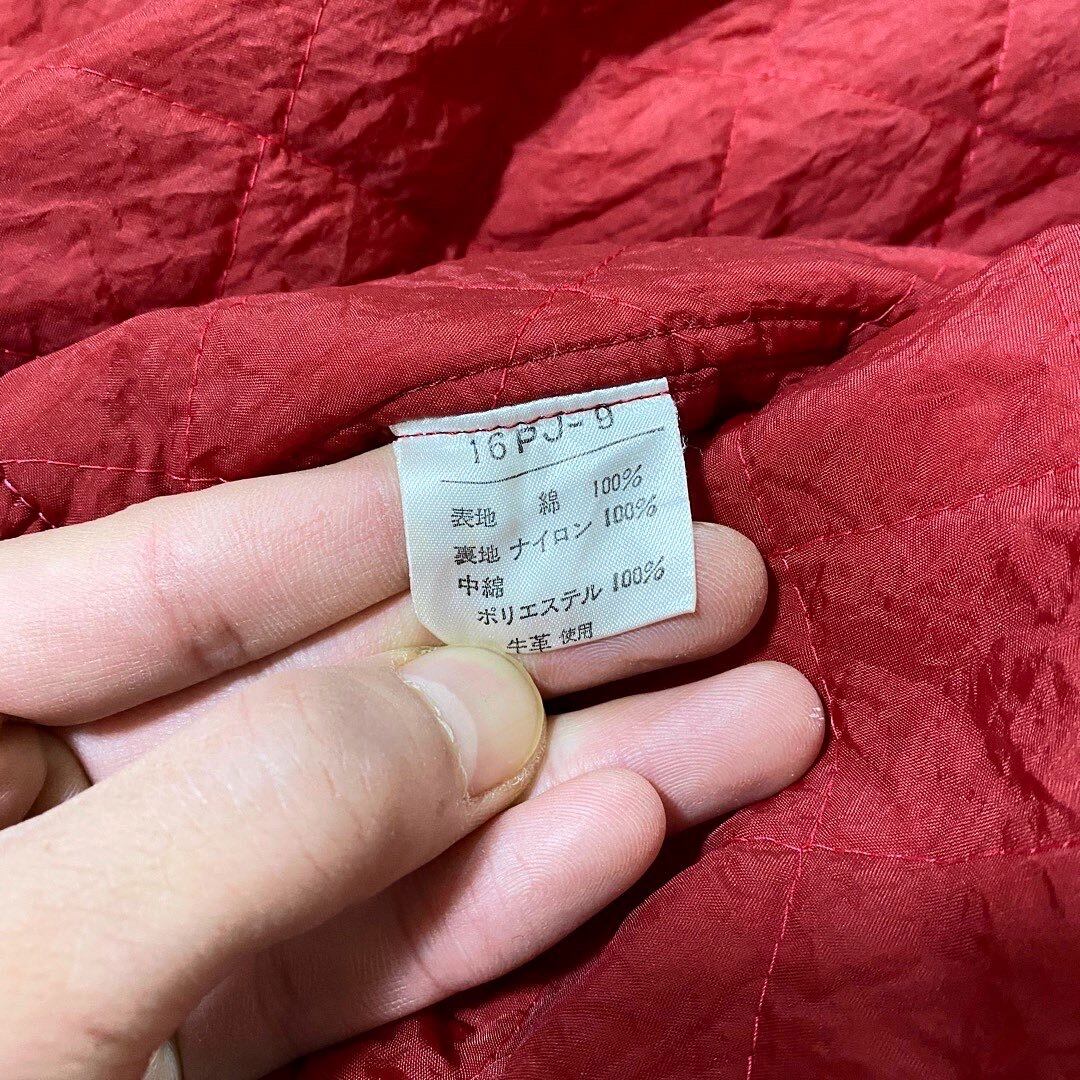 16PJ-9
表地 綿 100%
裏地 ナイロン 100%
中綿
ポリエステル 100%
牛革 使用